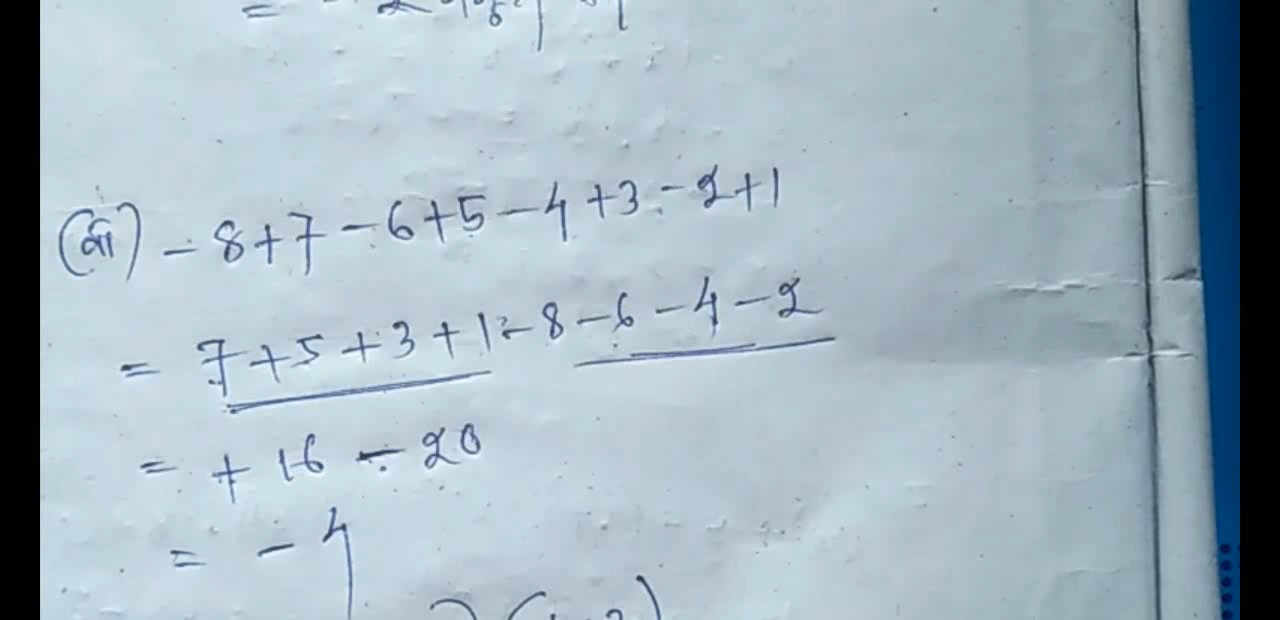 (वी) - 8 + 7 - 6 + 5 - 4 + 3 - 2 + 1
= 7 + 5 + 3 + 1 - 8 - 6 - 4 - 2
= + 16 - 20
= - 4